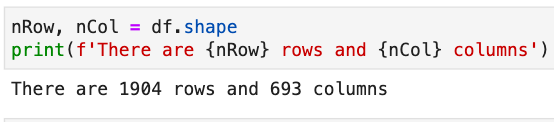 nRow, nCol = df.shape
print(f'There are {nRow} rows and {nCol} columns')
There are 1904 rows and 693 columns